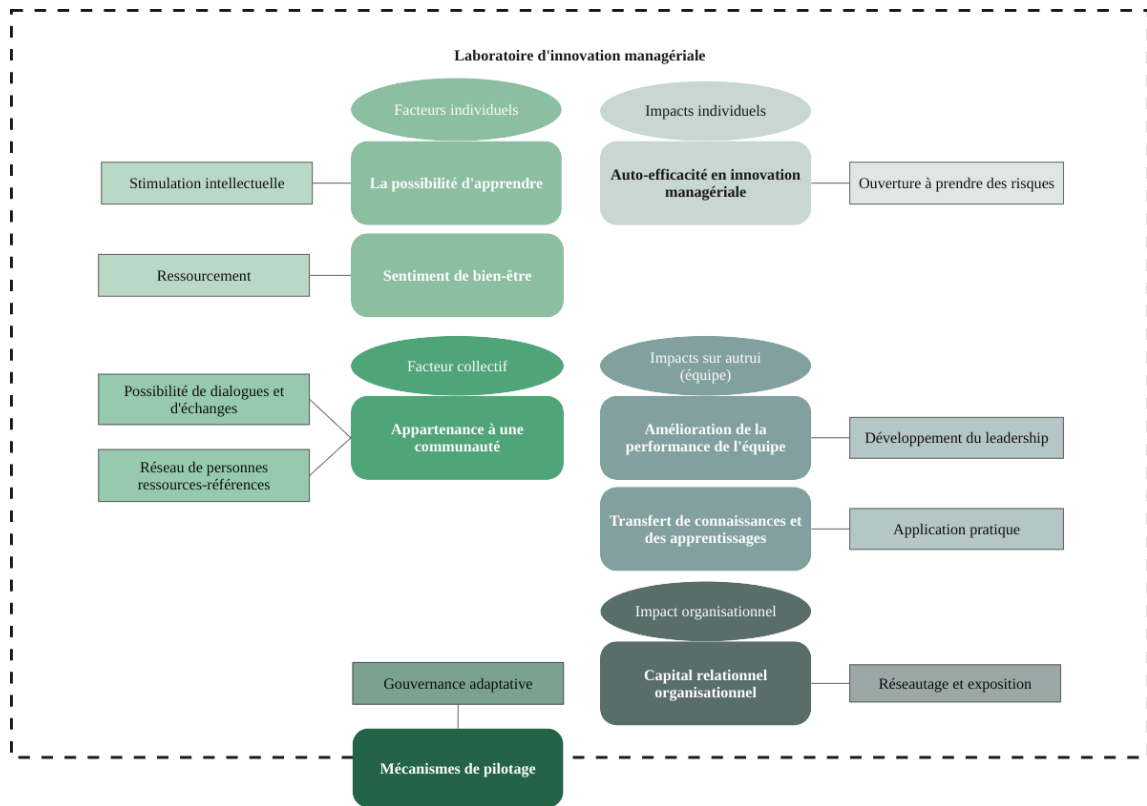 Laboratoire d'innovation managériale
Facteurs individuels
Impacts individuels
Stimulation intellectuelle
La possibilité d'apprendre
Auto-efficacité en innovation
managériale
Ouverture à prendre des risques
Ressourcement
Sentiment de bien-être
Facteur collectif
Impacts sur autrui
(équipe)
Possibilité de dialogues et
d'échanges
Réseau de personnes
ressources-références
Appartenance à une
communauté
Amélioration de la
performance de l'équipe
Développement du leadership
Transfert de connaissances et
des apprentissages
Application pratique
Impact organisationnel
Capital relationnel
organisationnel
Réseautage et exposition
Gouvernance adaptative
Mécanismes de pilotage